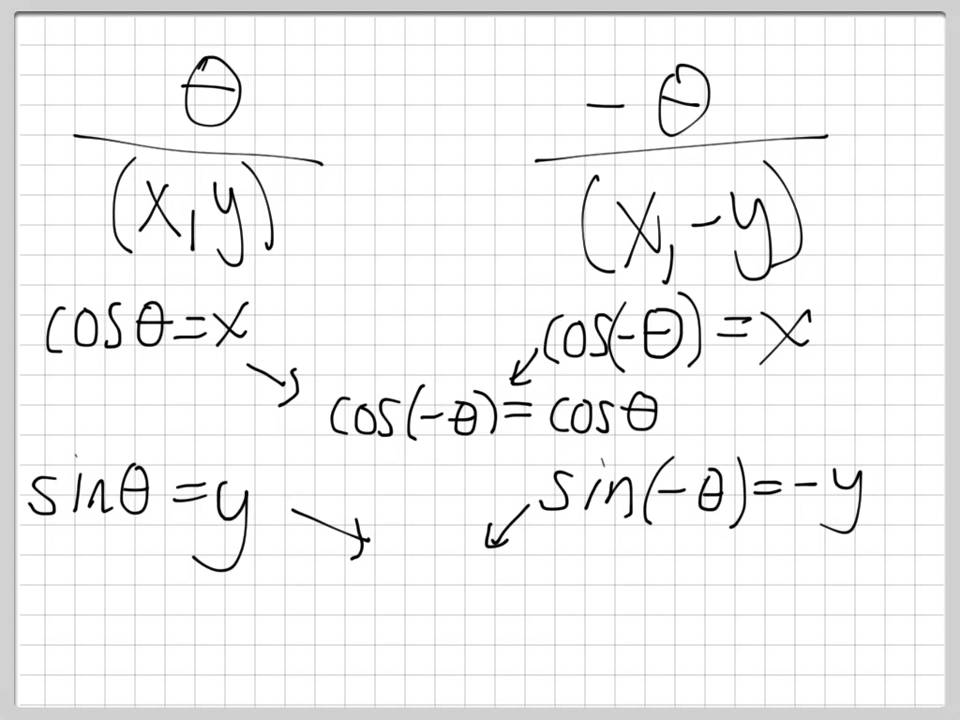 θ -θ
(x,y) (x,-y)
cosθ=x cos(-θ)=x
cos(-θ)=cosθ
sinθ=y sin(-θ)=-y